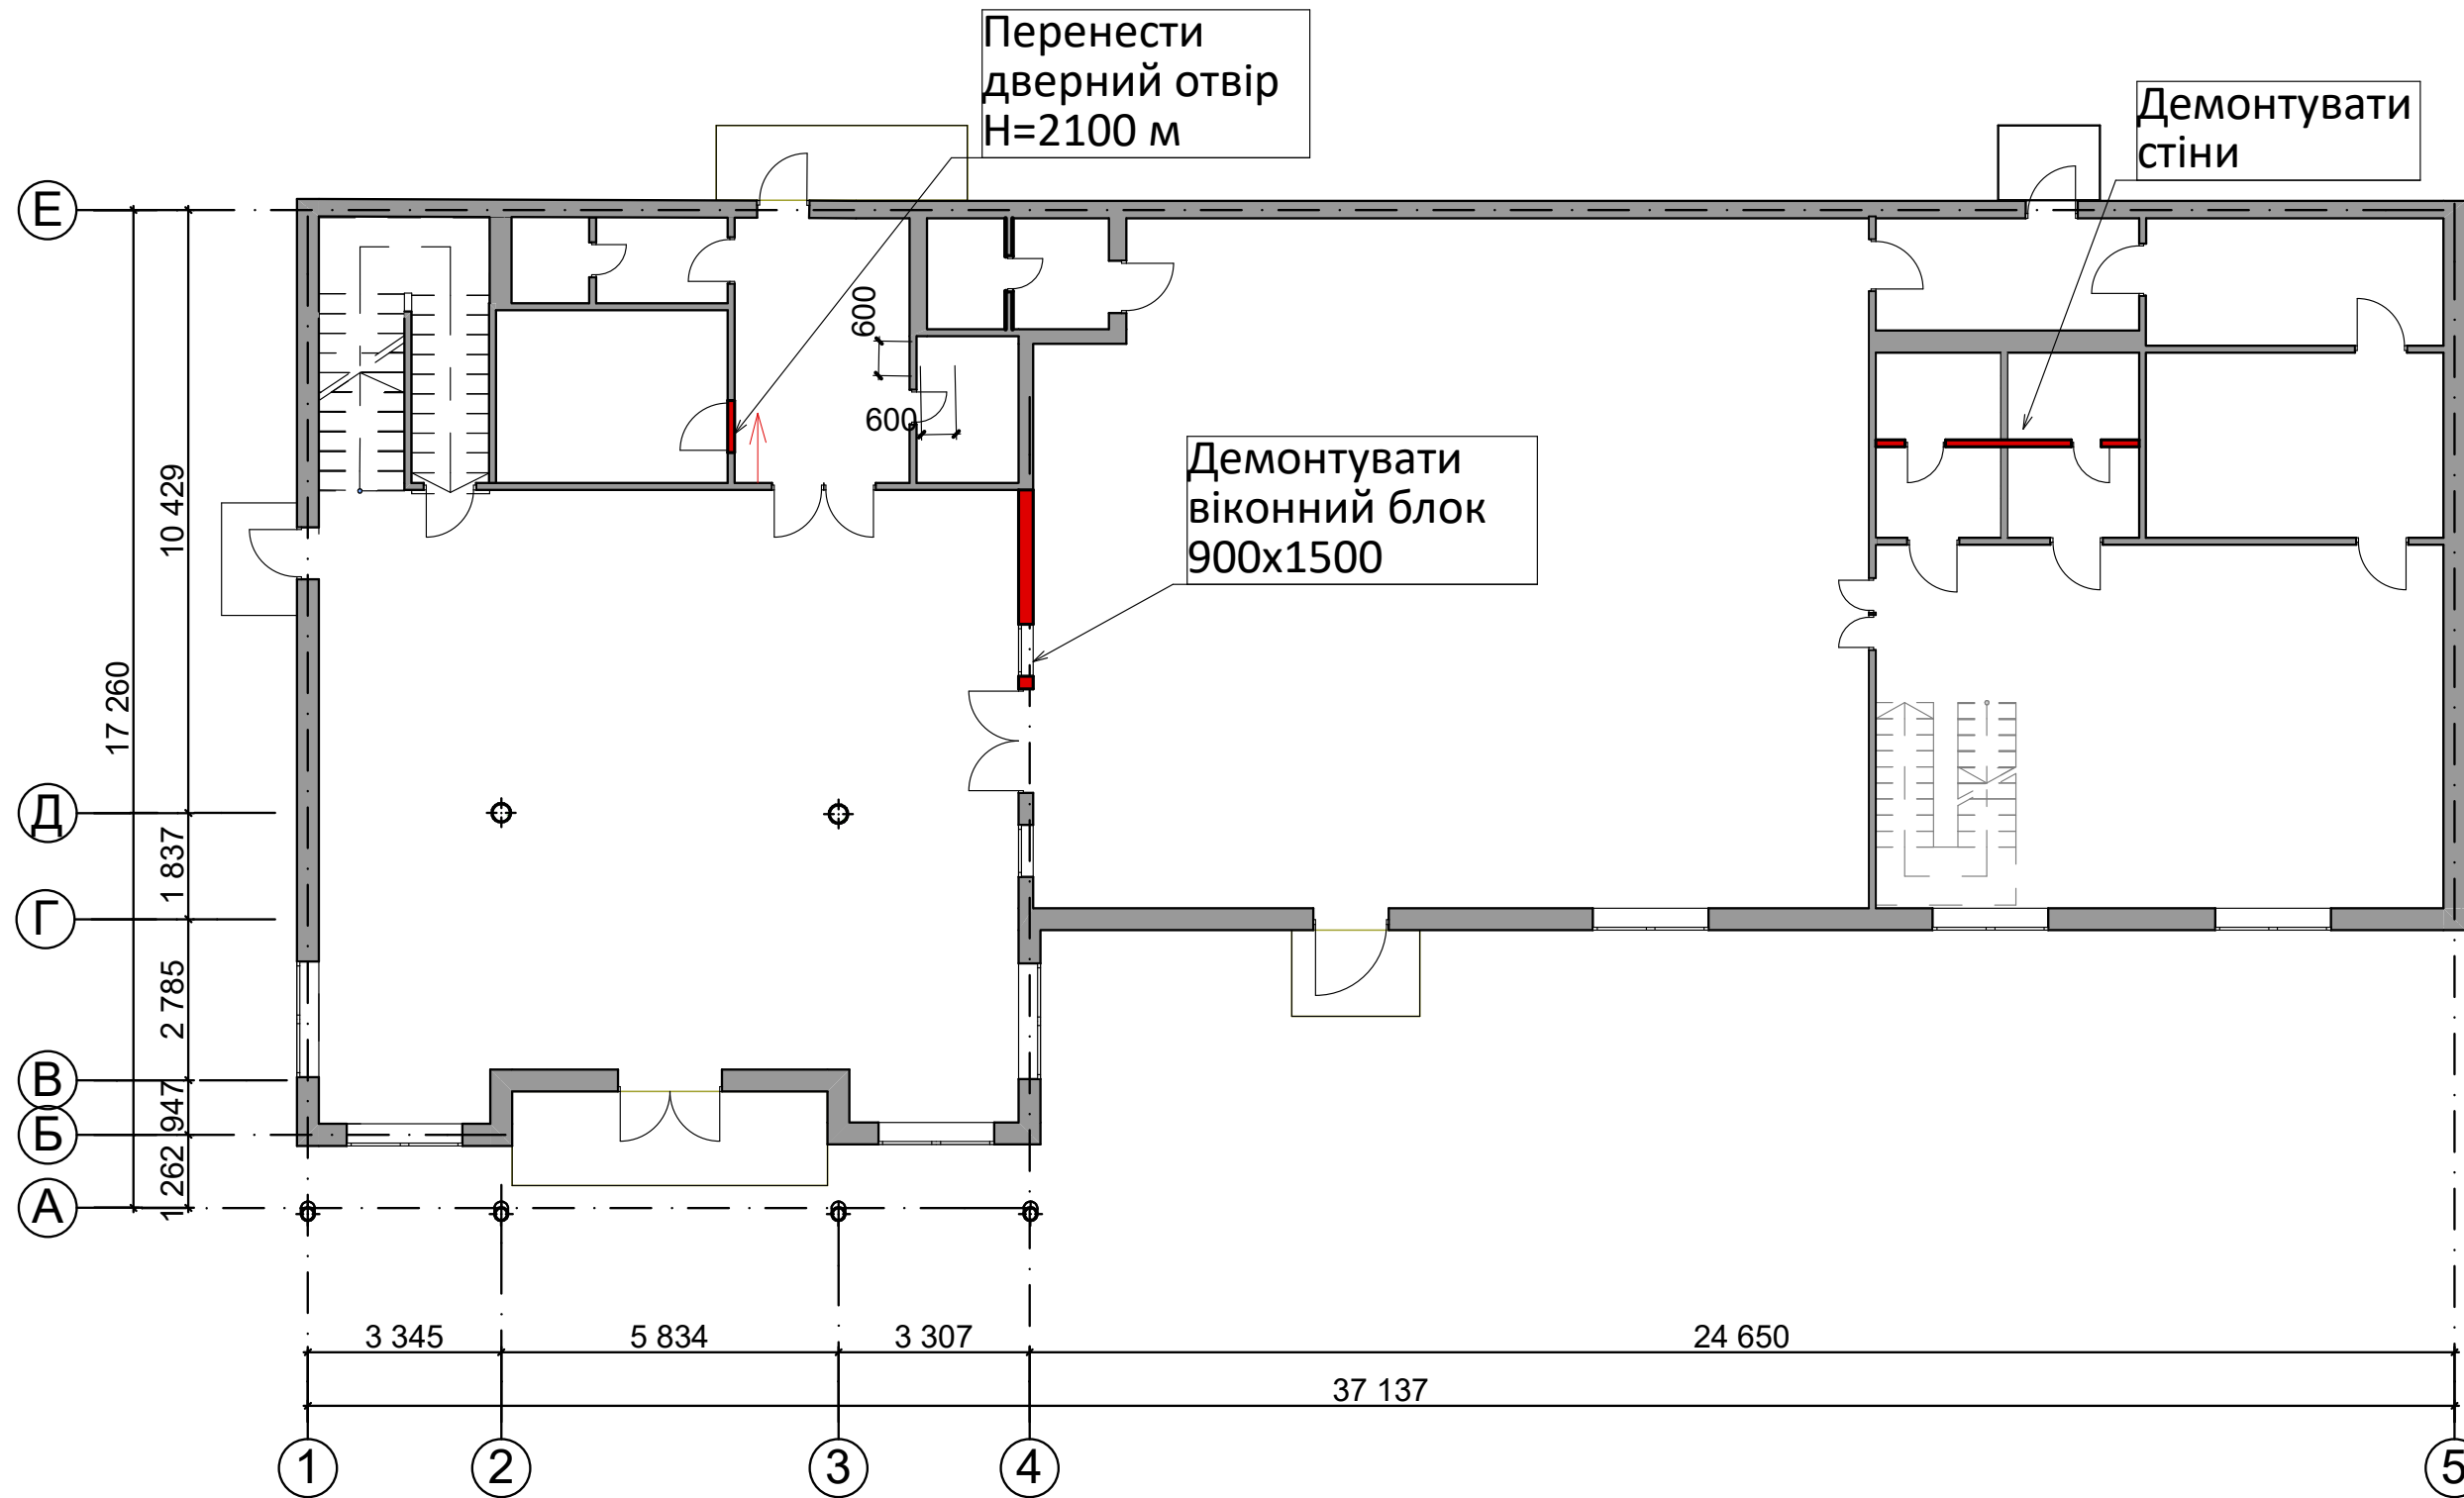 Перенести
дверний отвір
Н=2100 м
Демонтувати
стіни
Е
600
600
Демонтувати
віконний блок
900х1500
10 429
17 260
Д
1 837
Г
2 785
В
947
Б
1 262
А
3 345
5 834
3 307
24 650
37 137
1
2
3
4
5